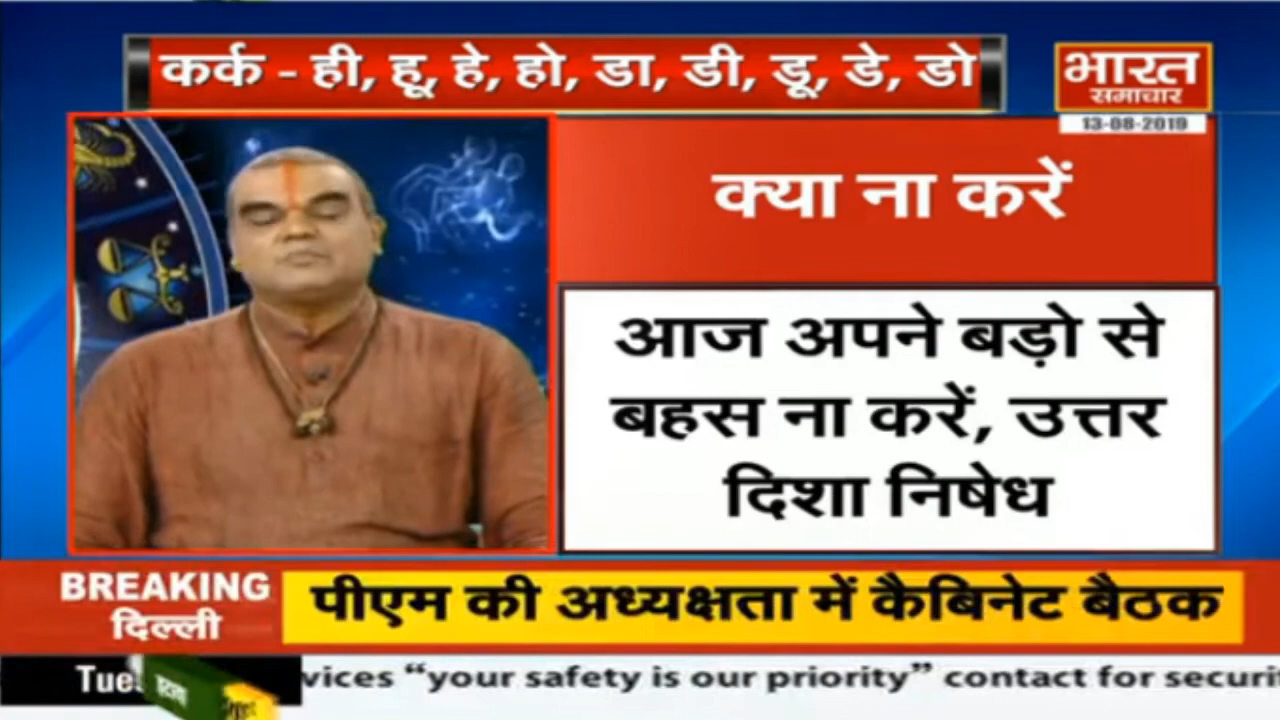 कर्क - ही, हू, हे, हो, डा, डी, डू, डे, डो
भारत
समाचार
13-08-2019
क्या ना करें
आज अपने बड़ो से
बहस ना करें, उत्तर
दिशा निषेध
BREAKING
दिल्ली
पीएम की अध्यक्षता में कैबिनेट बैठक
vices “your safety is our priority” contact for securit